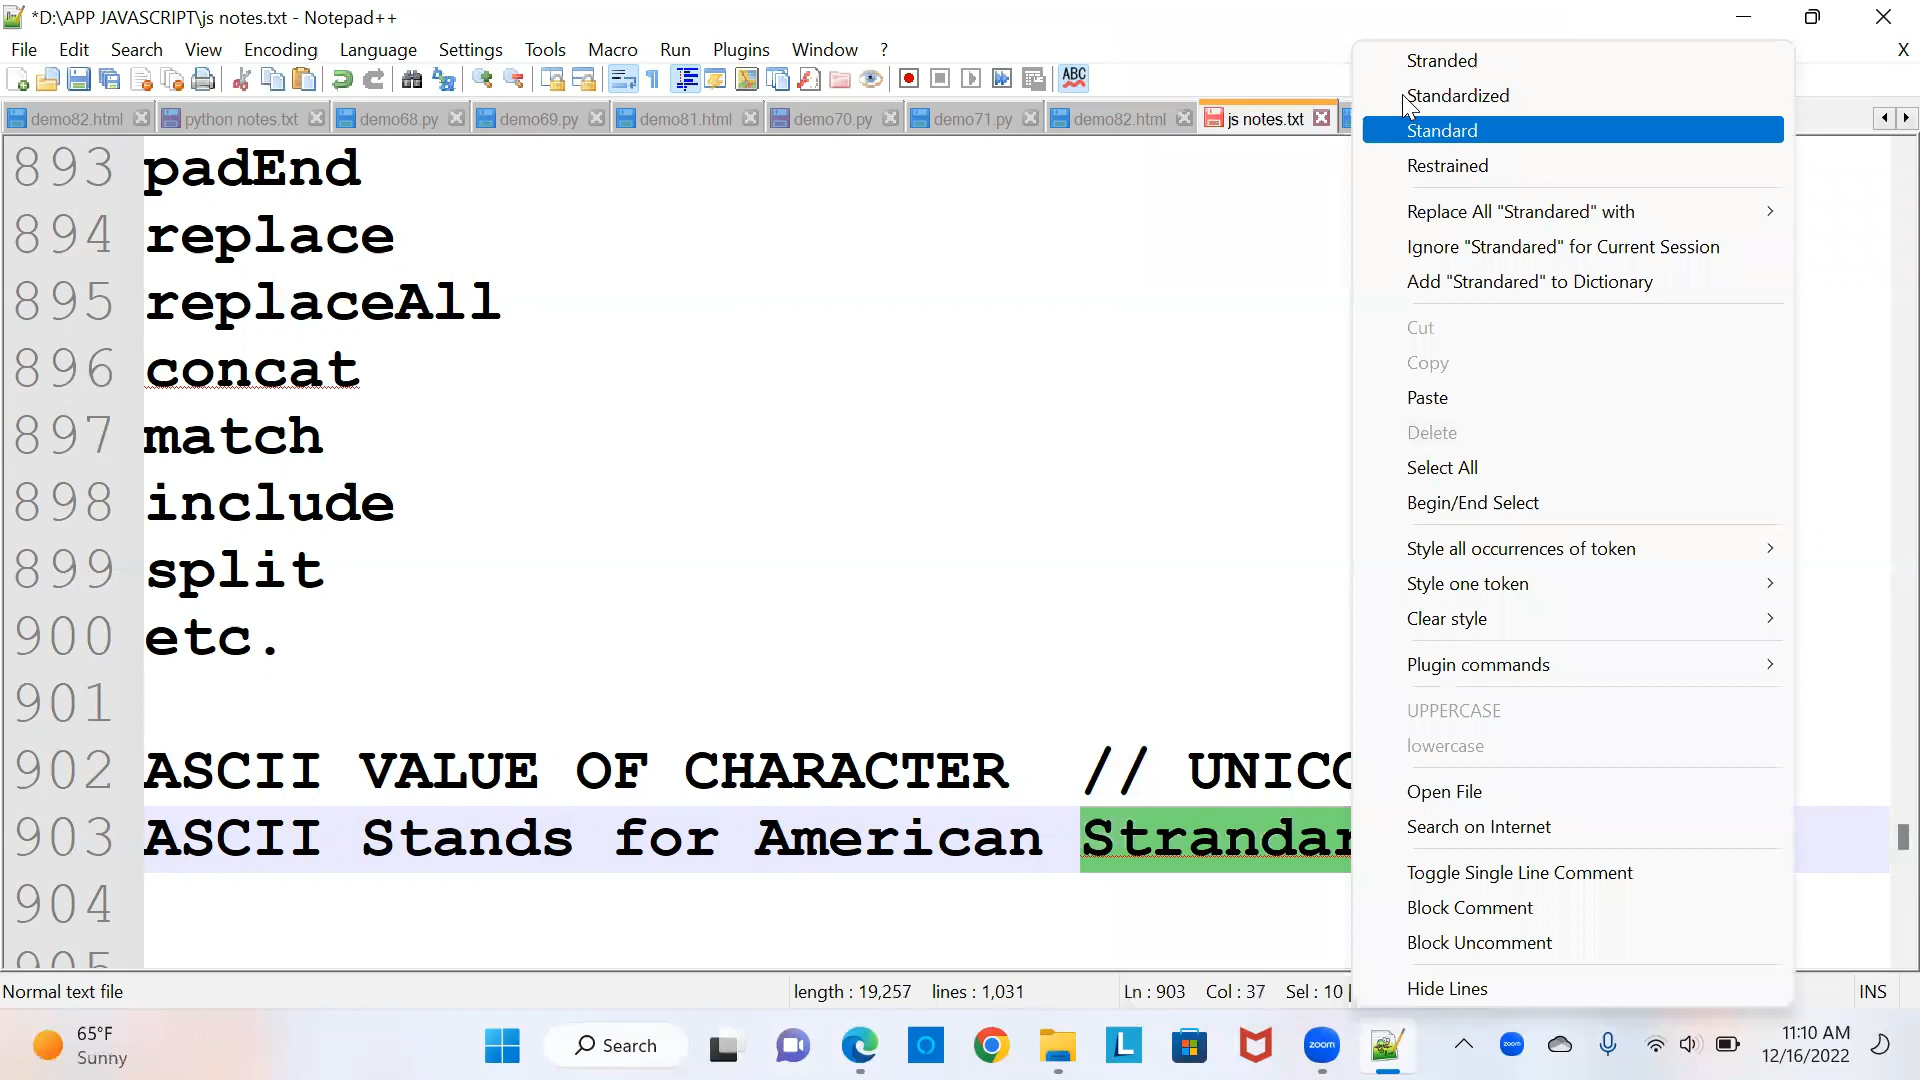 *D:\APP JAVASCRIPT\js notes.txt - Notepad++
File Edit Search View Encoding Language Settings Tools Macro Run Plugins Window ? X
ABC
demo82.html python notes.txt demo68.py demo69.py demo81.html demo70.py demo71.py demo82.html js notes.txt
893 padEnd
894 replace
895 replaceAll
896 concat
897 match
898 include
899 split
900 etc.
901
902 ASCII VALUE OF CHARACTER // UNICO
903 ASCII Stands for American Strandar
904
905
Stranded
Standardized
Standard
Restrained
Replace All "Strandared" with
Ignore "Strandared" for Current Session
Add "Strandared" to Dictionary
Cut
Copy
Paste
Delete
Select All
Begin/End Select
Style all occurrences of token
Style one token
Clear style
Plugin commands
UPPERCASE
lowercase
Open File
Search on Internet
Toggle Single Line Comment
Block Comment
Block Uncomment
Hide Lines
Normal text file length : 19,257 lines : 1,031 Ln : 903 Col : 37 Sel : 10 | INS
65°F
Sunny
Search
zoom
zoom
11:10 AM
12/16/2022